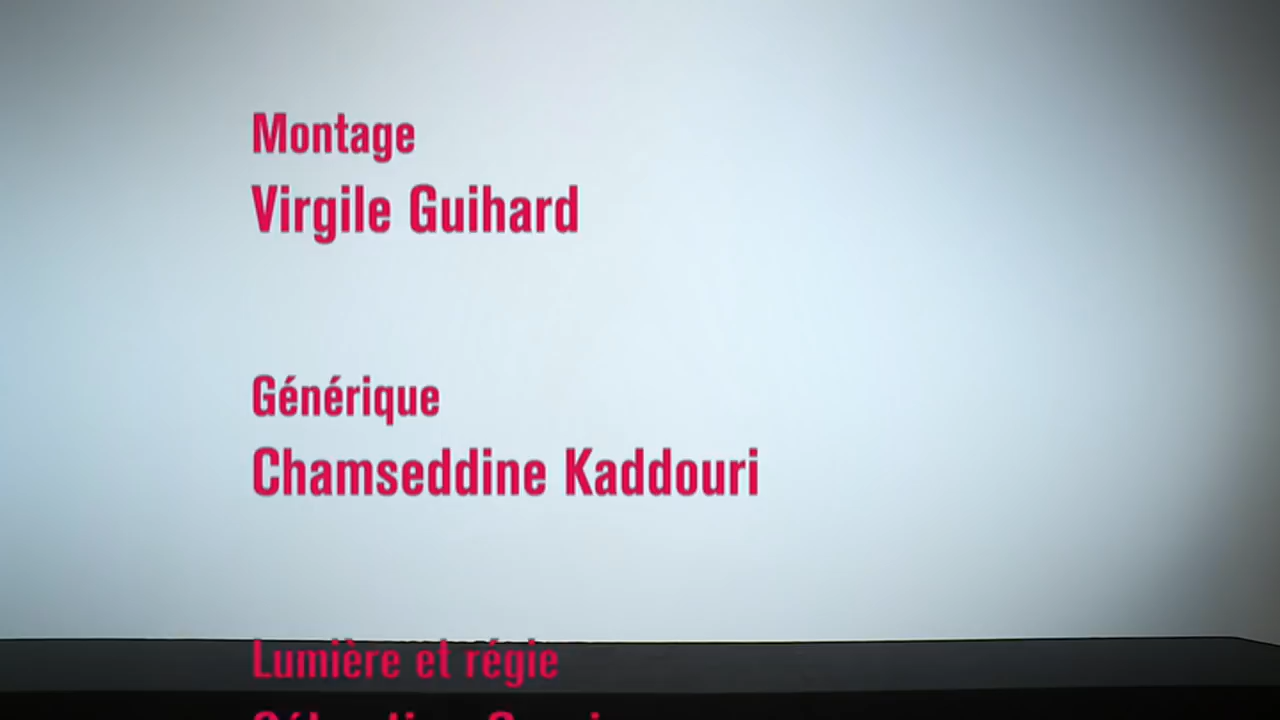 Montage
Virgile Guihard
Générique
Chamseddine Kaddouri
Lumière et régie